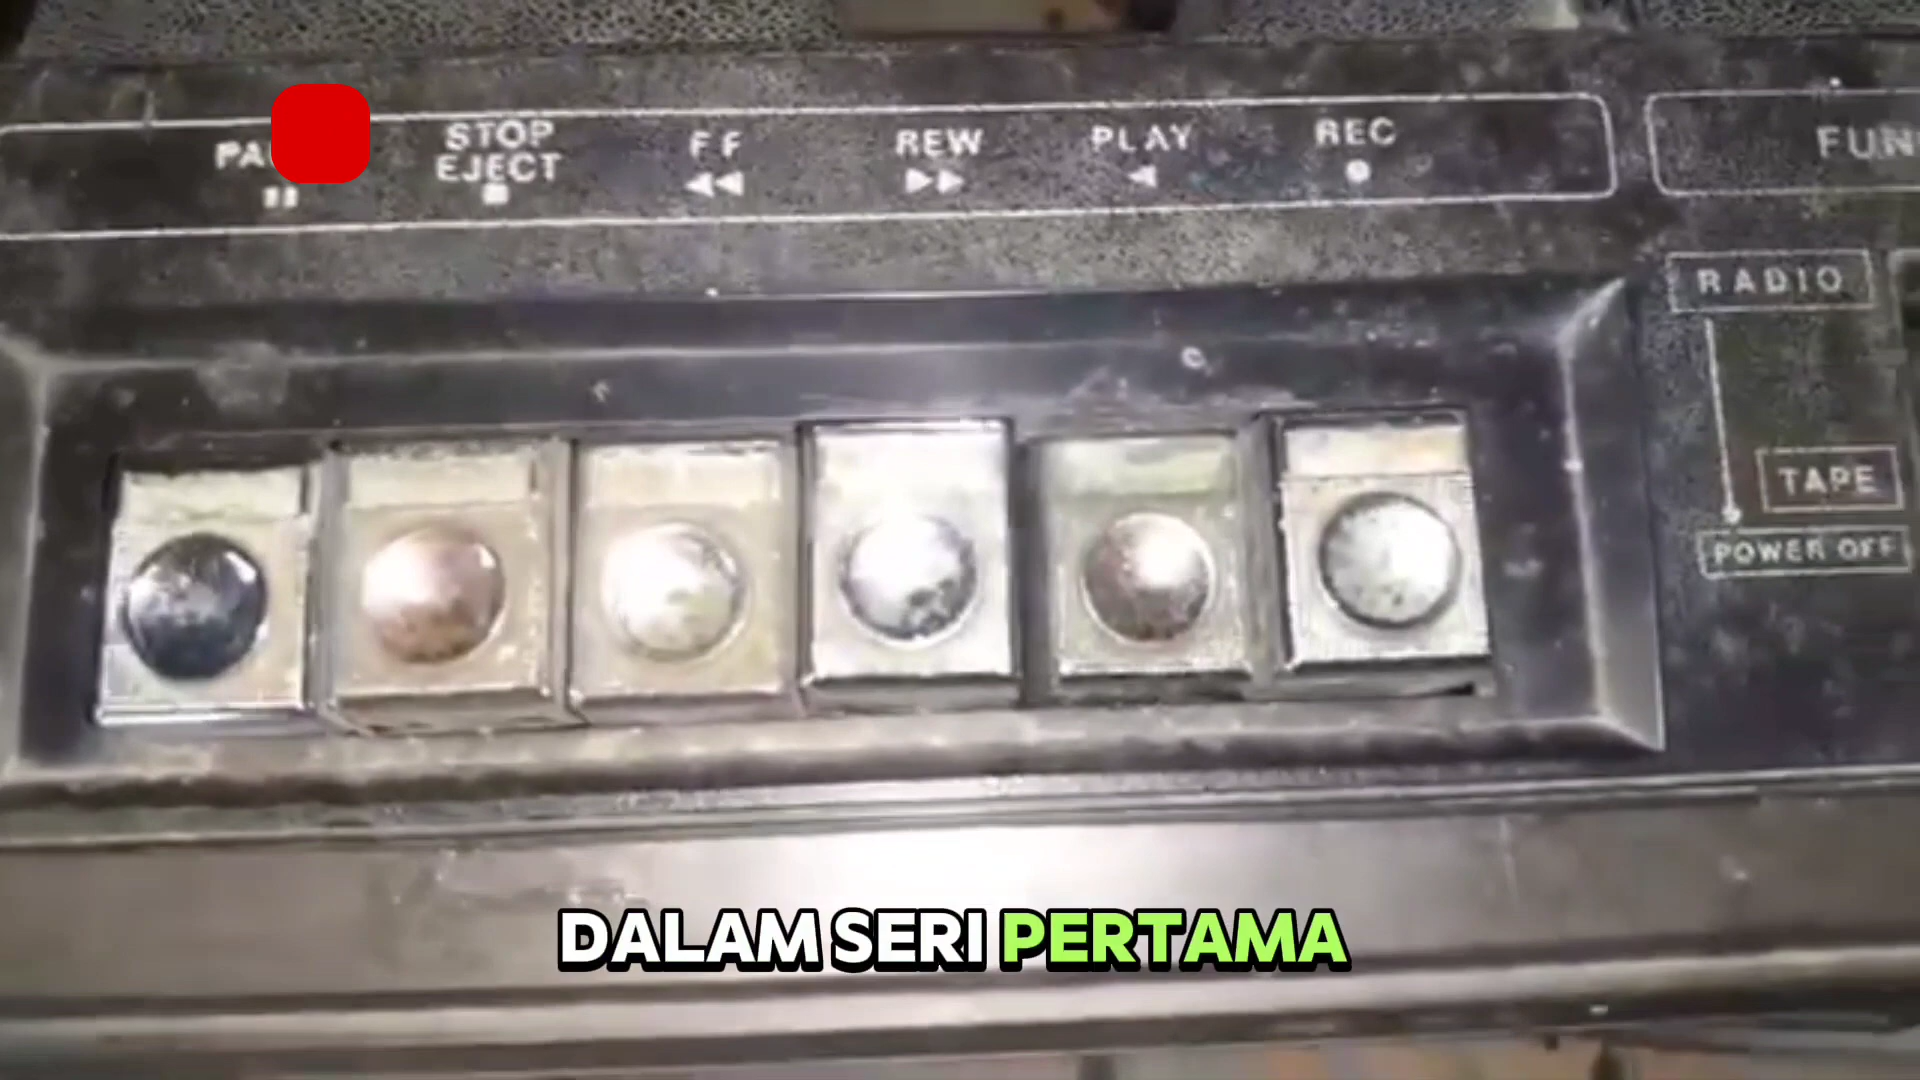 STOP
EJECT
FF
REW
PLAY
REC
RADIO
TAPE
POWER OFF
DALAM SERI PERTAMA